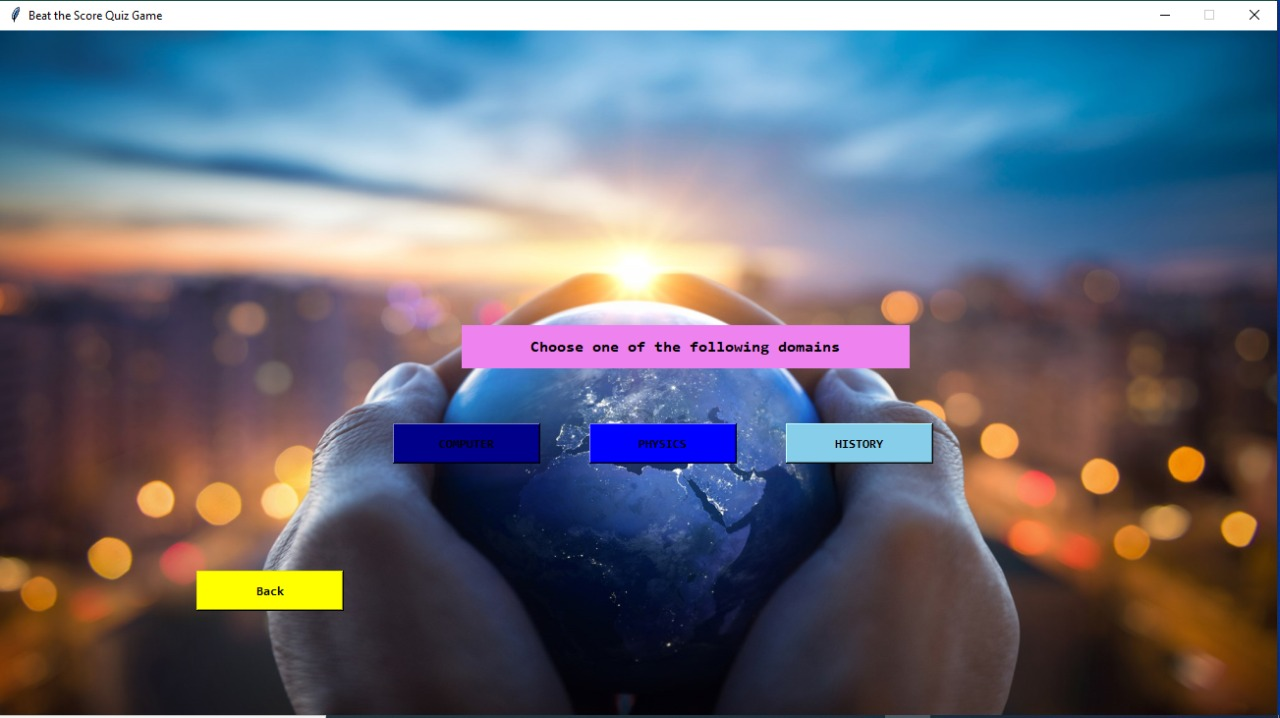 Beat the Score Quiz Game
Choose one of the following domains
COMPUTER PHYSICS HISTORY
Back